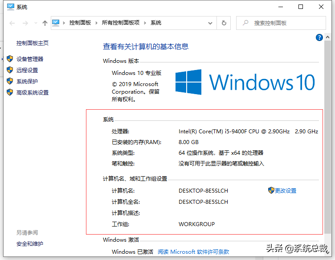 系统
控制面板 › 所有控制面板项 › 系统
搜索控制面板
控制面板主页
设备管理器
远程设置
系统保护
高级系统设置
查看有关计算机的基本信息
Windows 版本
Windows 10 专业版
© 2019 Microsoft Corporation。保留所有权利。
Windows 10
系统
处理器: Intel(R) Core(TM) i5-9400F CPU @ 2.90GHz 2.90 GHz
已安装的内存(RAM): 8.00 GB
系统类型: 64 位操作系统, 基于 x64 的处理器
笔和触控: 没有可用于此显示器的笔或触控输入
计算机名、域和工作组设置
计算机名: DESKTOP-8ESSLCH
更改设置
计算机全名: DESKTOP-8ESSLCH
计算机描述:
工作组: WORKGROUP
Windows 激活
Windows 已激活 阅读 Microsoft 软件许可条款
另请参阅
安全和维护
头条 @系统总裁